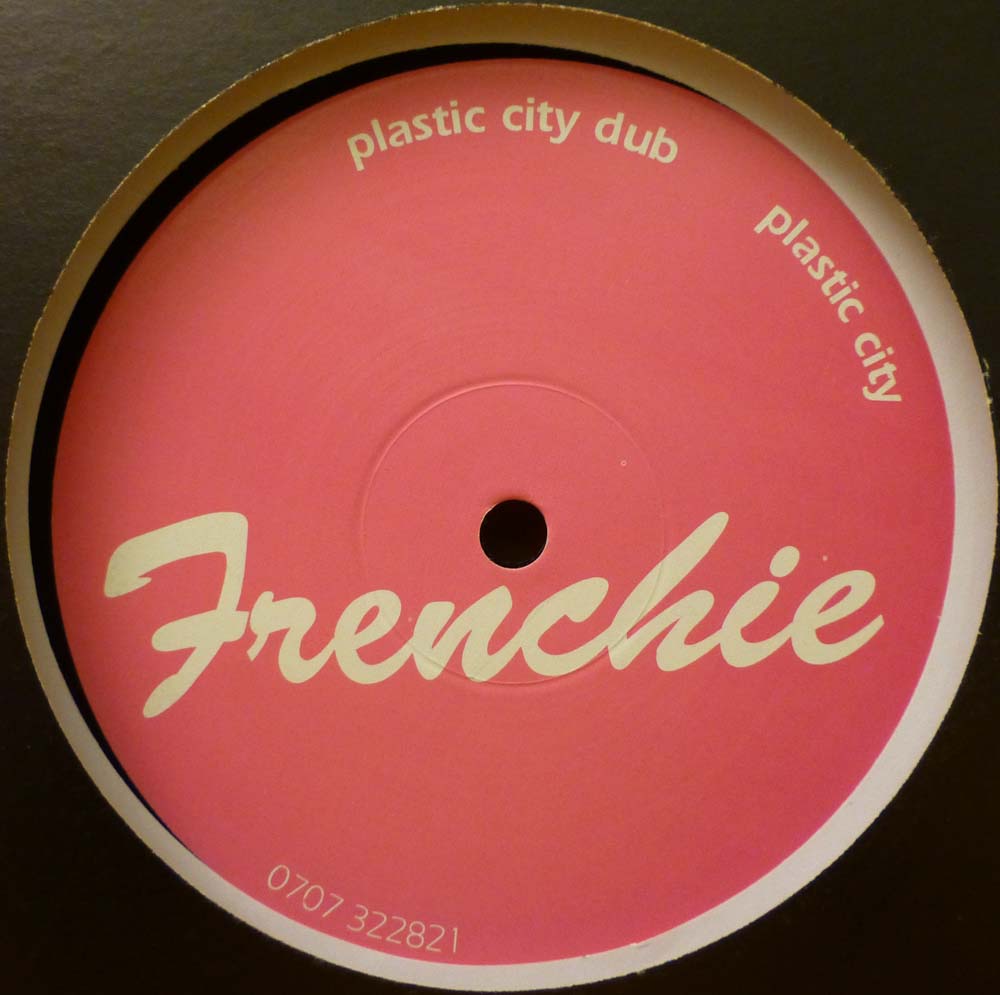 plastic city dub
plastic city
Frenchie
0707 322821